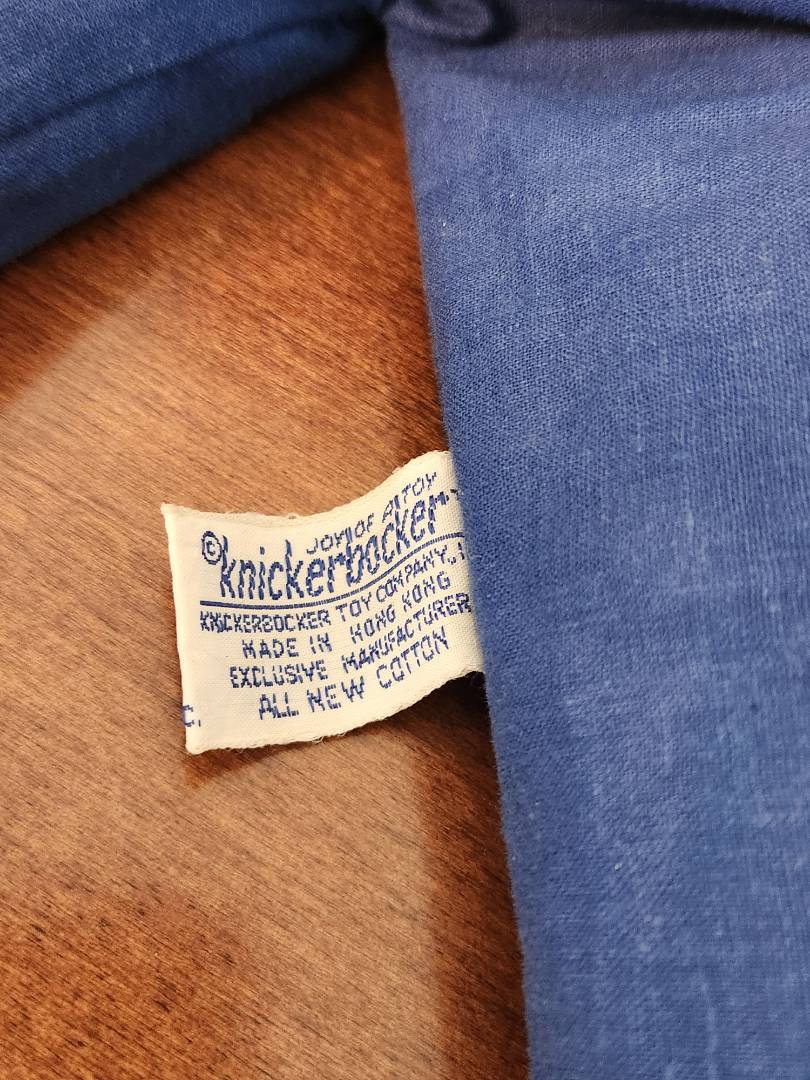 JOY OF A TOY
©knickerbocker
KNICKERBOCKER TOY COMPANY, I
MADE IN HONG KONG
EXCLUSIVE MANUFACTURER
ALL NEW COTTON
C.